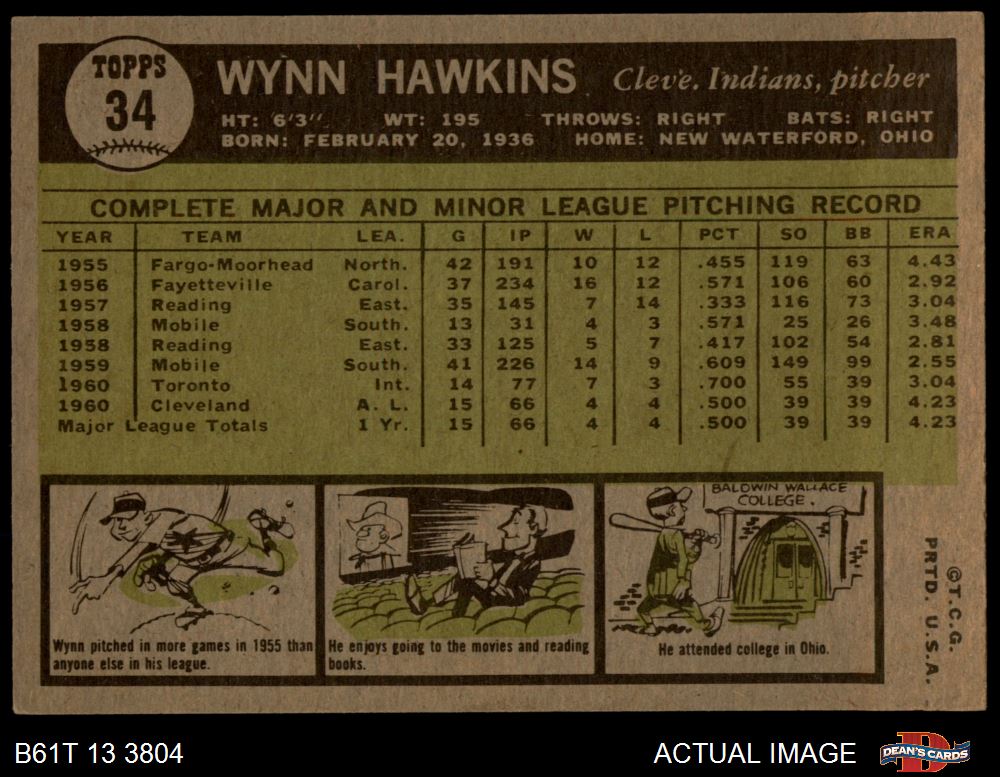 TOPPS
34
WYNN HAWKINS Cleve. Indians, pitcher
HT: 6'3" WT: 195 THROWS: RIGHT BATS: RIGHT
BORN: FEBRUARY 20, 1936 HOME: NEW WATERFORD, OHIO
COMPLETE MAJOR AND MINOR LEAGUE PITCHING RECORD
YEAR TEAM LEA. G IP W L PCT SO BB ERA
1955 Fargo-Moorhead North. 42 191 10 12 .455 119 63 4.43
1956 Fayetteville Carol. 37 234 16 12 .571 106 60 2.92
1957 Reading East. 35 145 7 14 .333 116 73 3.04
1958 Mobile South. 13 31 4 3 .571 25 26 3.48
1958 Reading East. 33 125 5 7 .417 102 54 2.81
1959 Mobile South. 41 226 14 9 .609 149 99 2.55
1960 Toronto Int. 14 77 7 3 .700 55 39 3.04
1960 Cleveland A. L. 15 66 4 4 .500 39 39 4.23
Major League Totals 1 Yr. 15 66 4 4 .500 39 39 4.23
Wynn pitched in more games in 1955 than
anyone else in his league.
He enjoys going to the movies and reading
books.
BALDWIN WALLACE
COLLEGE.
He attended college in Ohio.
©T.C.G.
PRTD. U.S.A.
B61T 13 3804
ACTUAL IMAGE
DEAN'S CARDS